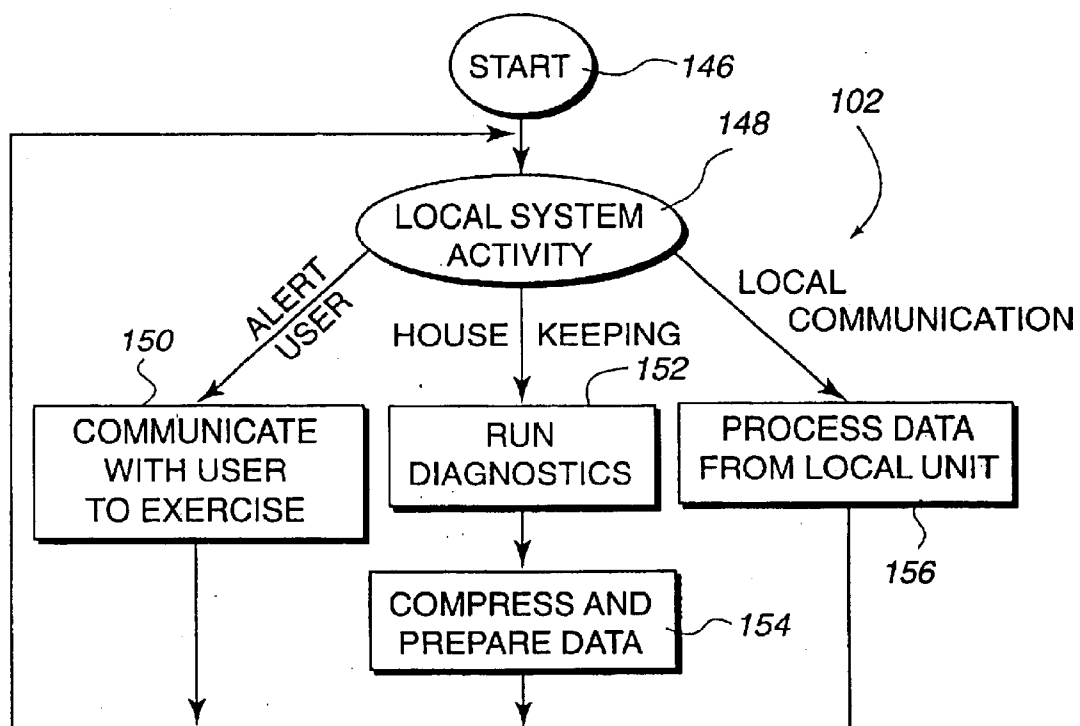 START
146
148
102
LOCAL SYSTEM
ACTIVITY
ALERT
USER
HOUSE KEEPING
LOCAL
COMMUNICATION
150
152
COMMUNICATE
WITH USER
TO EXERCISE
RUN
DIAGNOSTICS
PROCESS DATA
FROM LOCAL UNIT
156
COMPRESS AND
PREPARE DATA
154